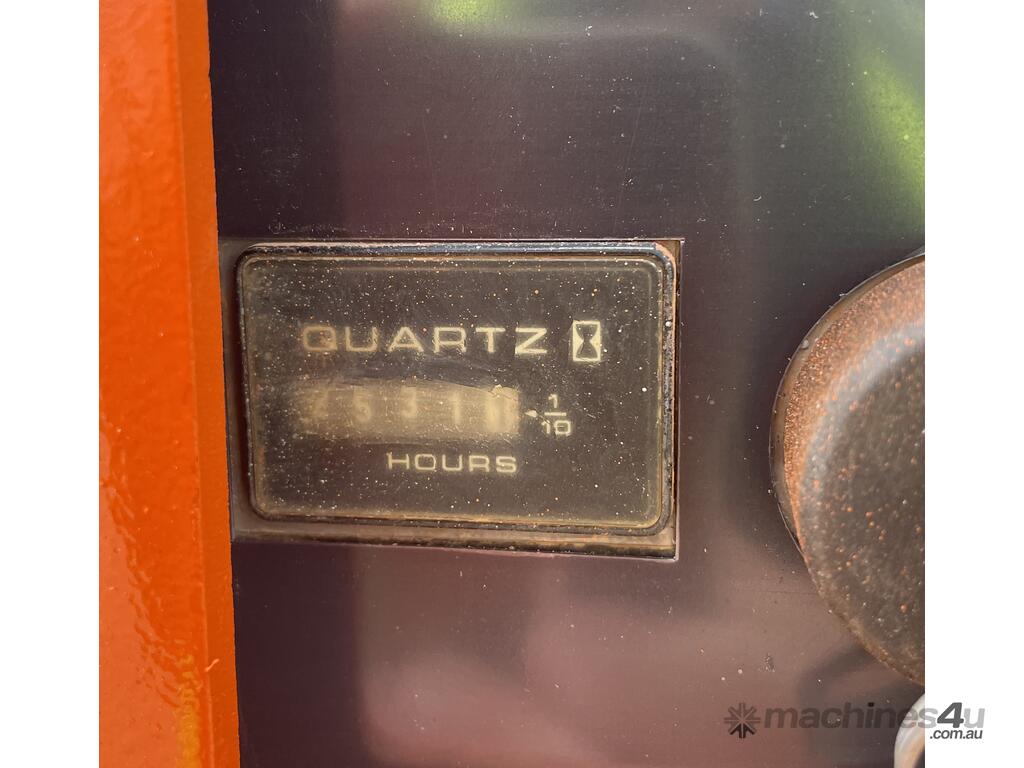 QUARTZ
1/10
HOURS
machines4u
.com.au